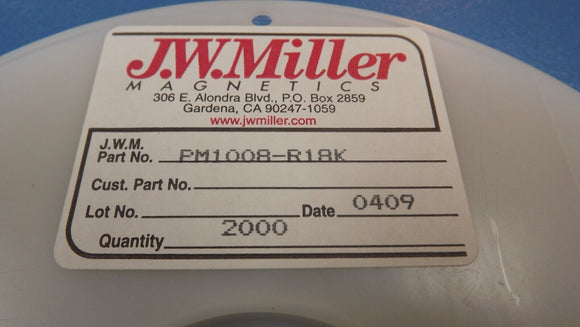 J.W.Miller
MAGNETICS
306 E. Alondra Blvd., P.O. Box 2859
Gardena, CA 90247-1059
www.jwmiller.com
J.W.M.
Part No. PM1008-R18K
Cust. Part No.
Lot No. Date 0409
Quantity 2000